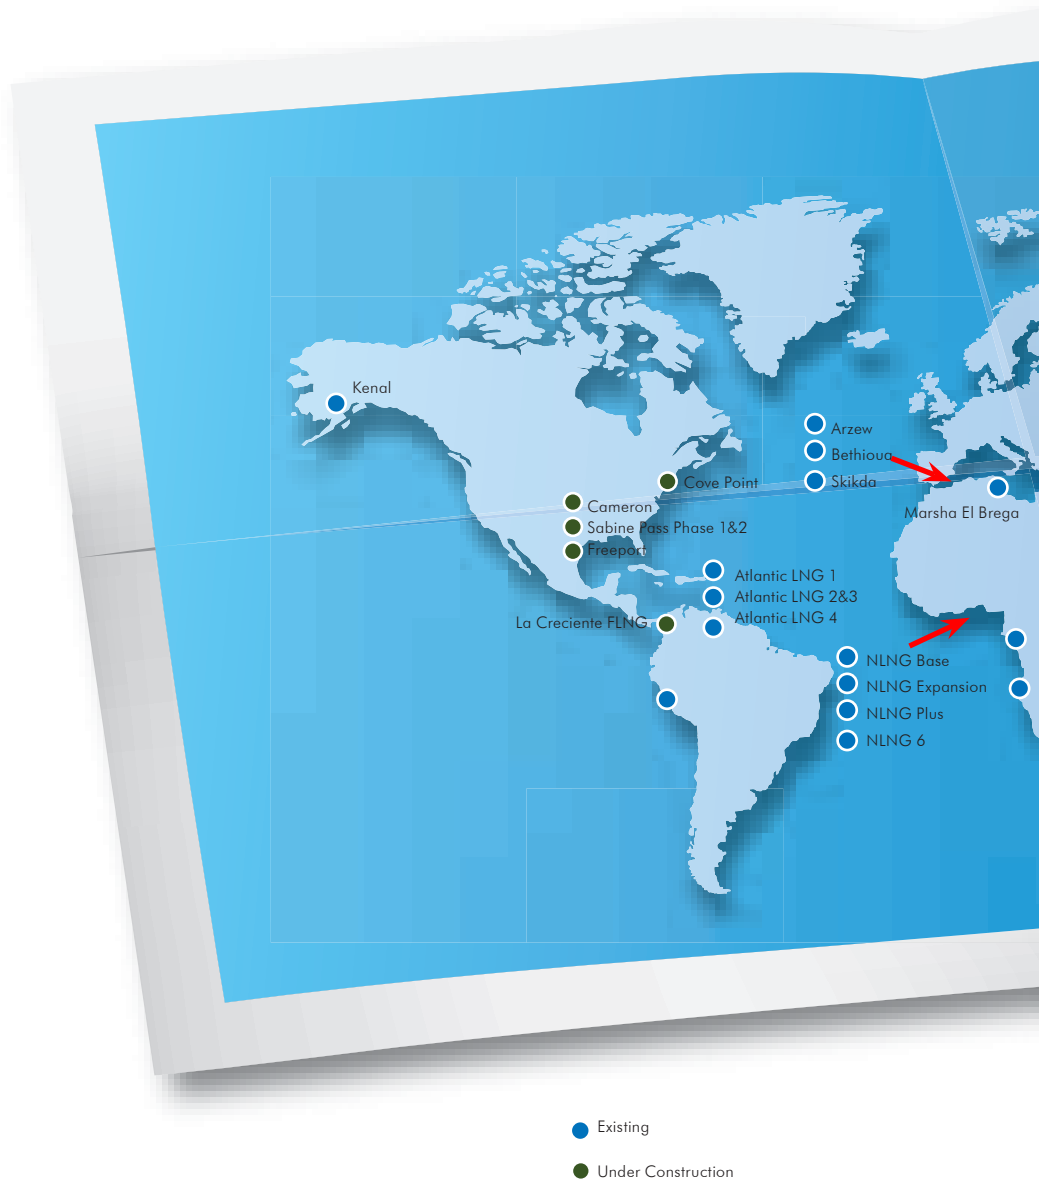 Kenal
Arzew
Bethioua
Skikda
Cove Point
Cameron
Marsha El Brega
Sabine Pass Phase 1&2
Freeport
Atlantic LNG 1
Atlantic LNG 2&3
Atlantic LNG 4
La Creciente FLNG
NLNG Base
NLNG Expansion
NLNG Plus
NLNG 6
Existing
Under Construction